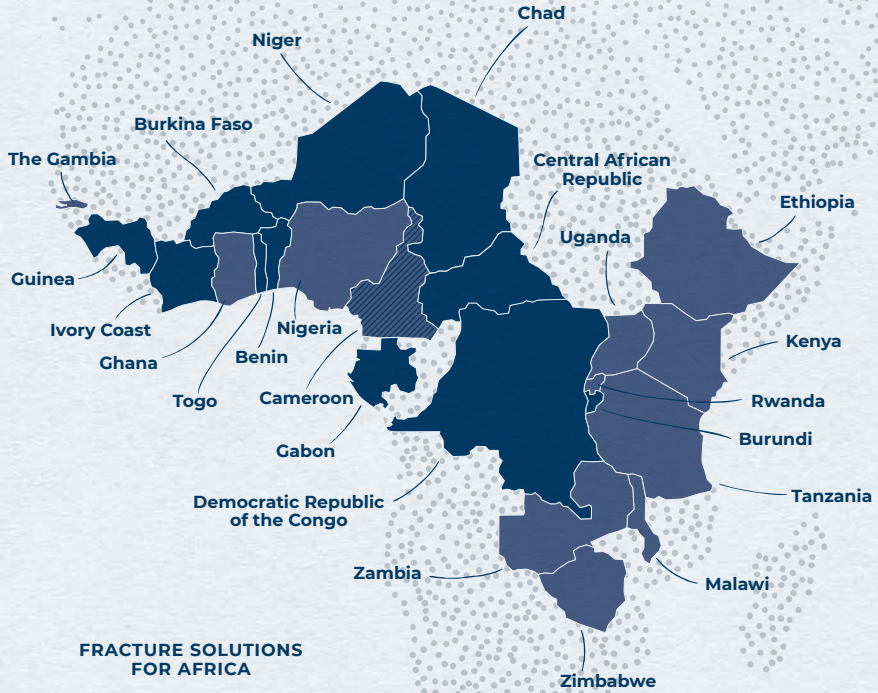 Chad
Niger
Burkina Faso
The Gambia
Central African
Republic
Ethiopia
Uganda
Guinea
Ivory Coast
Nigeria
Kenya
Benin
Ghana
Togo
Cameroon
Rwanda
Burundi
Gabon
Tanzania
Democratic Republic
of the Congo
Zambia
Malawi
FRACTURE SOLUTIONS
FOR AFRICA
Zimbabwe